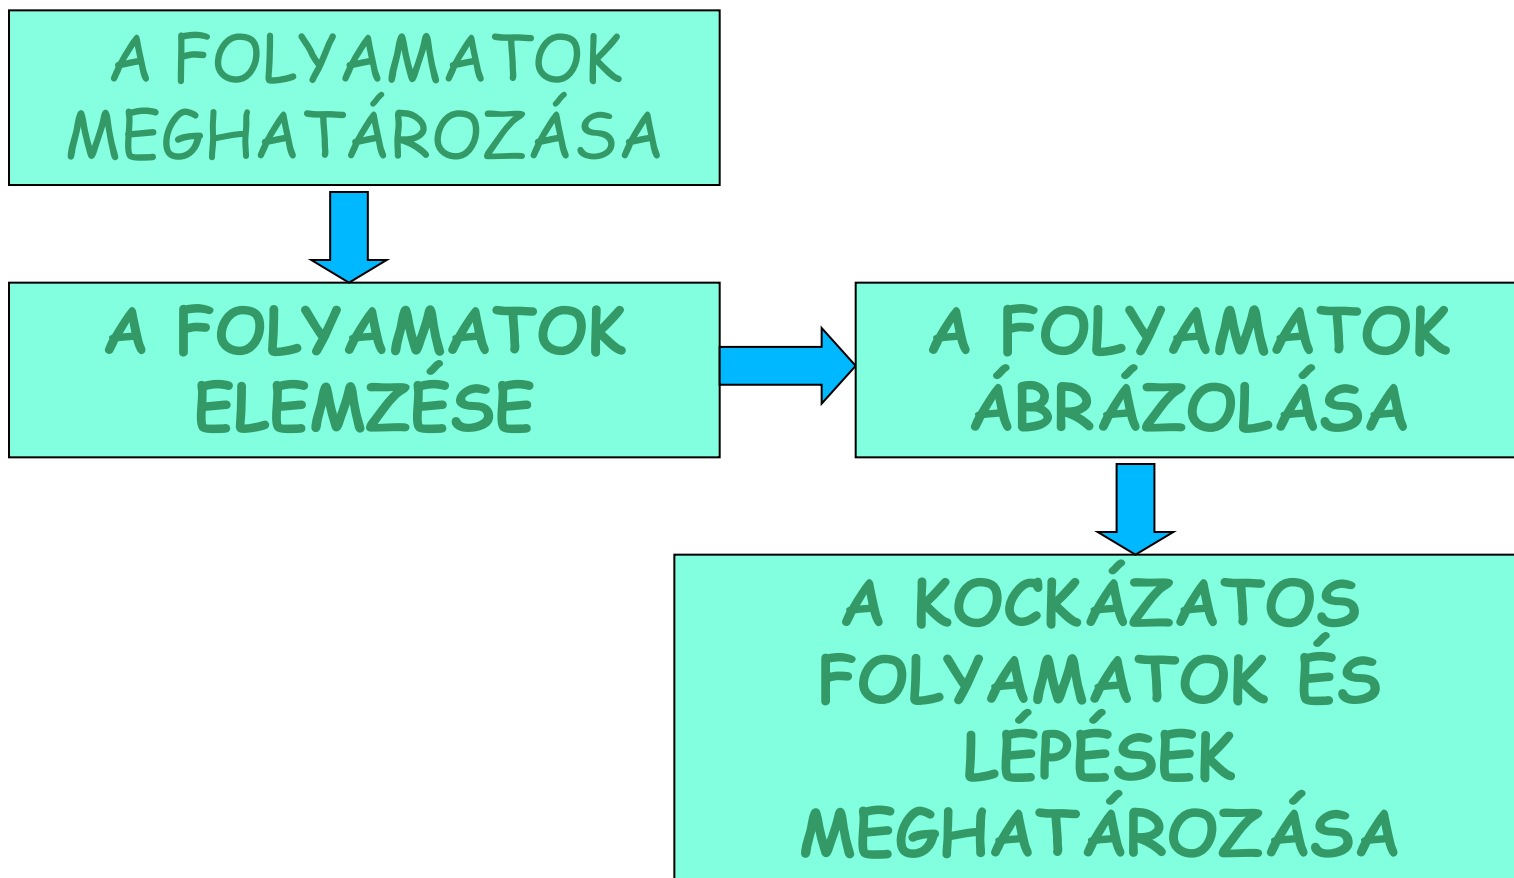 A FOLYAMATOK
MEGHATÁROZÁSA
A FOLYAMATOK
ELEMZÉSE
A FOLYAMATOK
ÁBRÁZOLÁSA
A KOCKÁZATOS
FOLYAMATOK ÉS
LÉPÉSEK
MEGHATÁROZÁSA